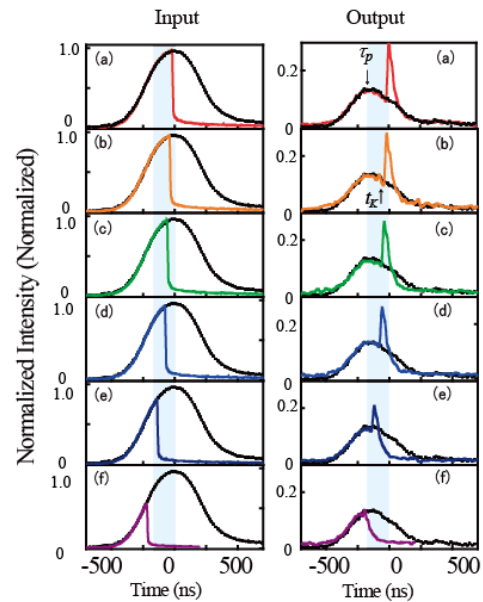 Input Output
Normalized Intensity (Normalized)
1.0 (a) 0 0.2 τp (a) 0
1.0 (b) 0 0.2 tK (b) 0
1.0 (c) 0 0.2 (c) 0
1.0 (d) 0 0.2 (d) 0
1.0 (e) 0 0.2 (e) 0
1.0 (f) 0 0.2 (f) 0
-500 0 500 -500 0 500
Time (ns) Time (ns)